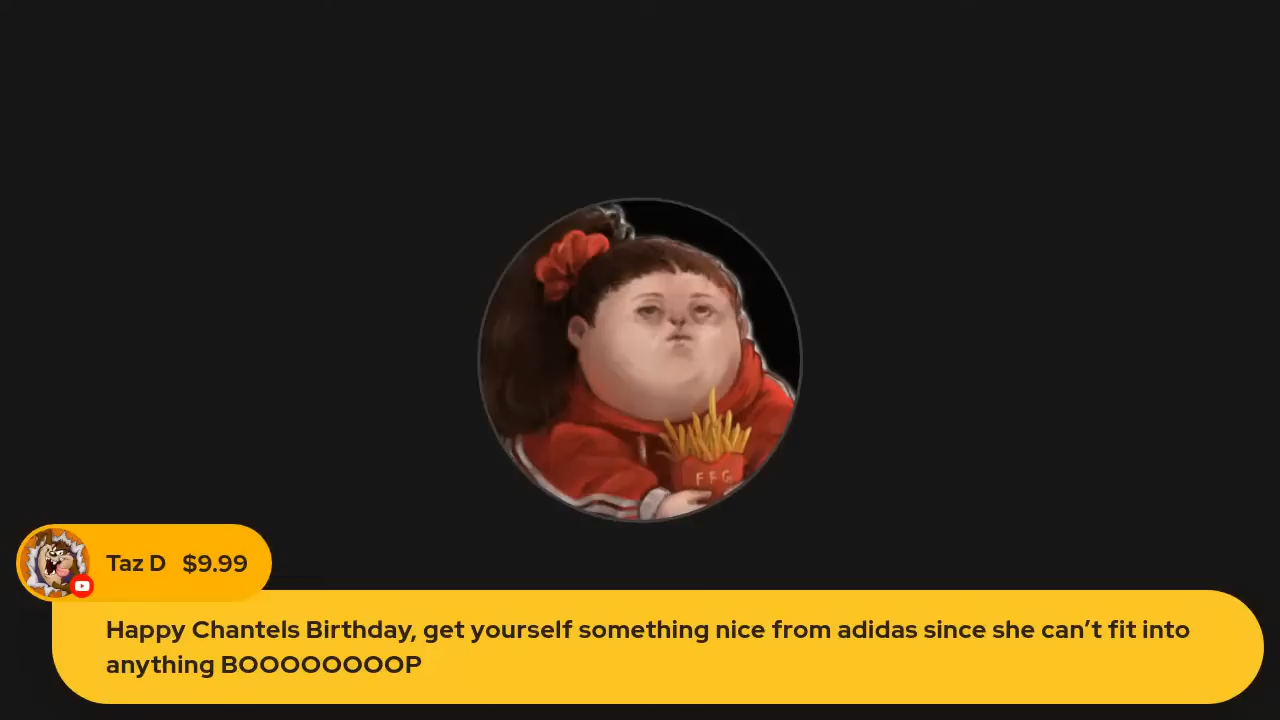 FFG
Taz D $9.99
Happy Chantels Birthday, get yourself something nice from adidas since she can't fit into
anything BOOOOOOOOP